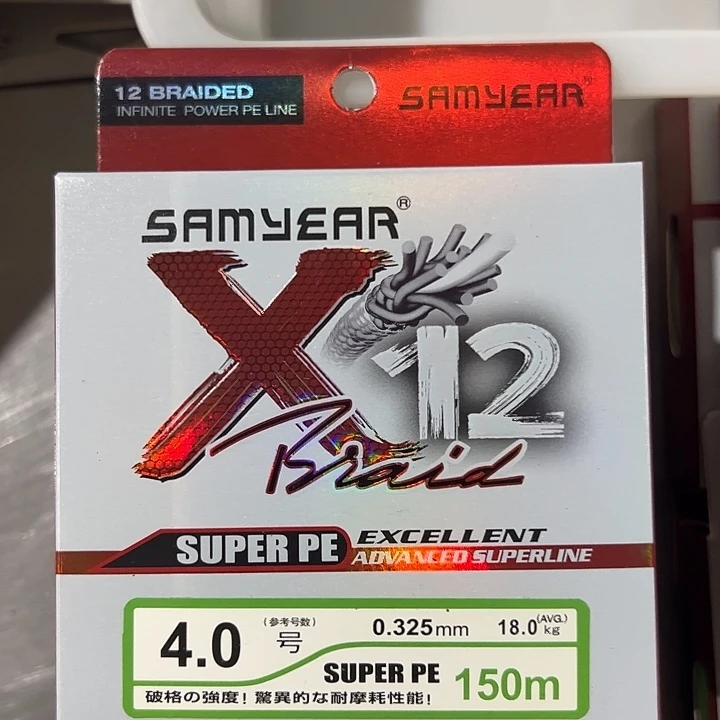 12 BRAIDED
INFINITE POWER PE LINE
SAMYEAR
SAMYEAR®
X12
Braid
SUPER PE
EXCELLENT
ADVANCED SUPERLINE
4.0 (参考号数) 号
0.325mm 18.0(AVG.)kg
SUPER PE 150m
破格の強度! 驚異的な耐摩耗性能!